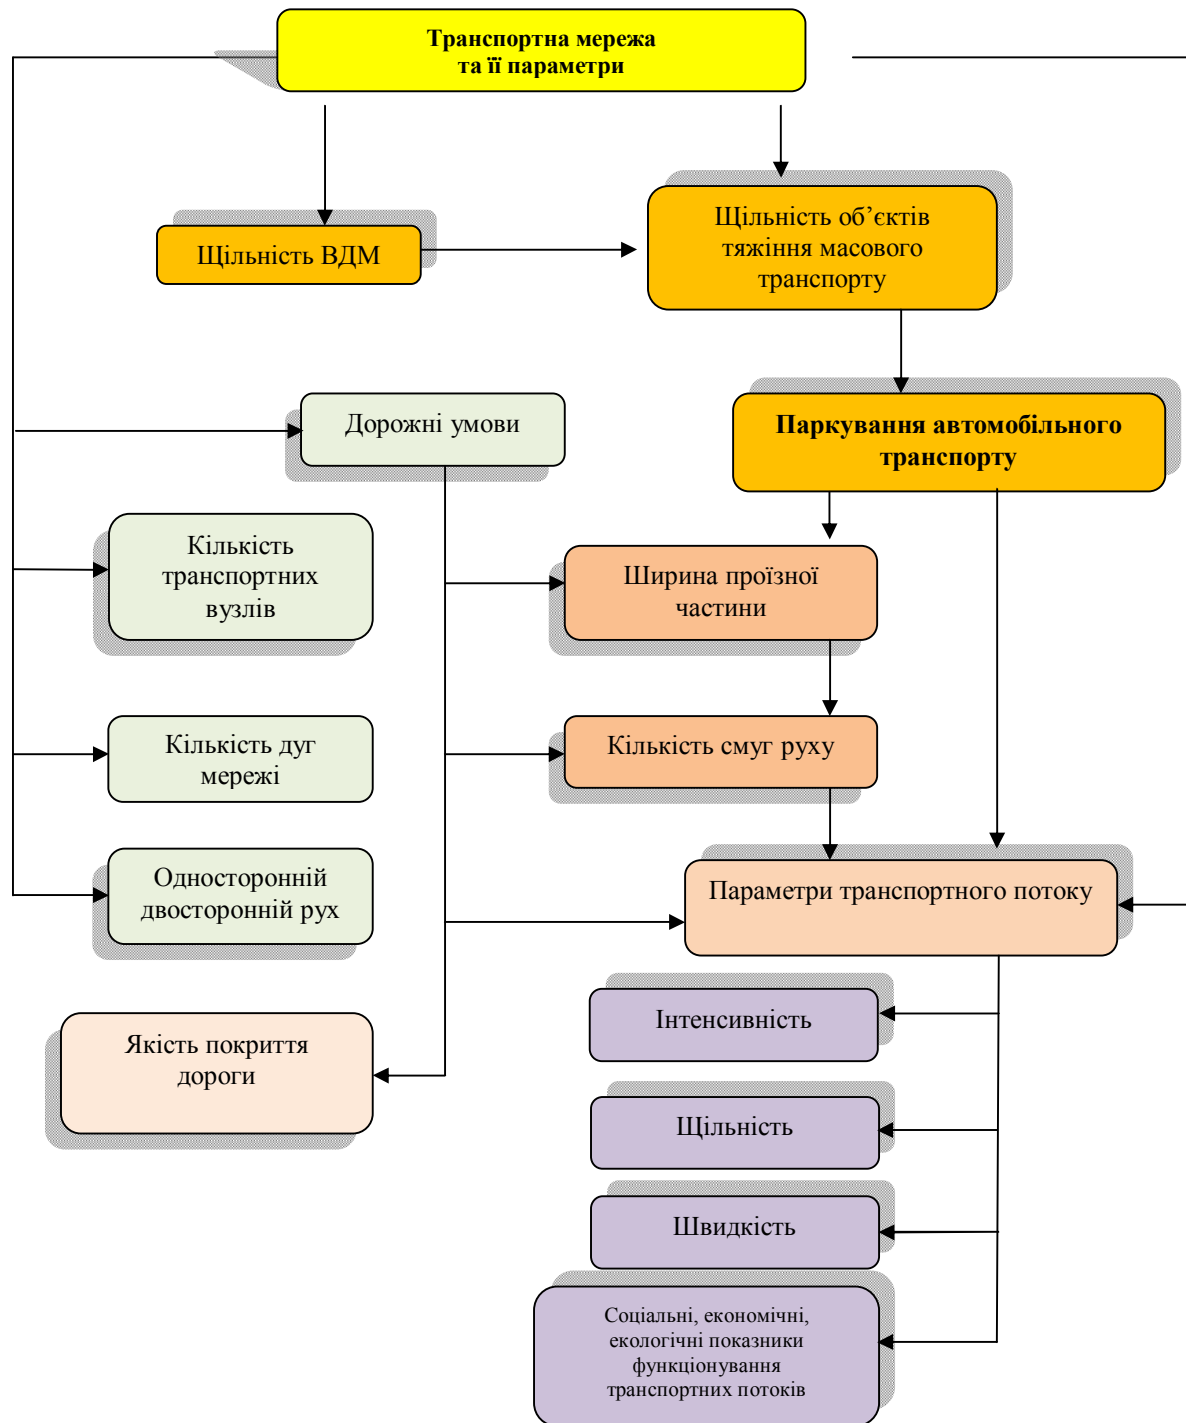 Транспортна мережа
та її параметри
Щільність ВДМ
Щільність об’єктів
тяжіння масового
транспорту
Дорожні умови
Паркування автомобільного
транспорту
Кількість
транспортних
вузлів
Ширина проїзної
частини
Кількість дуг
мережі
Кількість смуг руху
Односторонній
двосторонній рух
Параметри транспортного потоку
Якість покриття
дороги
Інтенсивність
Щільність
Швидкість
Соціальні, економічні,
екологічні показники
функціонування
транспортних потоків